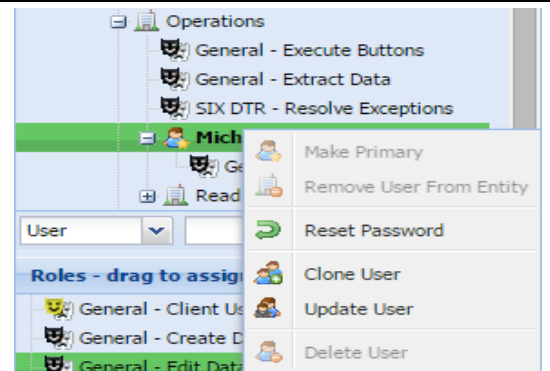 Operations
General - Execute Buttons
General - Extract Data
SIX DTR - Resolve Exceptions
Mich
Ge
Read
User
Roles - drag to assig
General - Client Us
General - Create D
General - Edit Data
Make Primary
Remove User From Entity
Reset Password
Clone User
Update User
Delete User